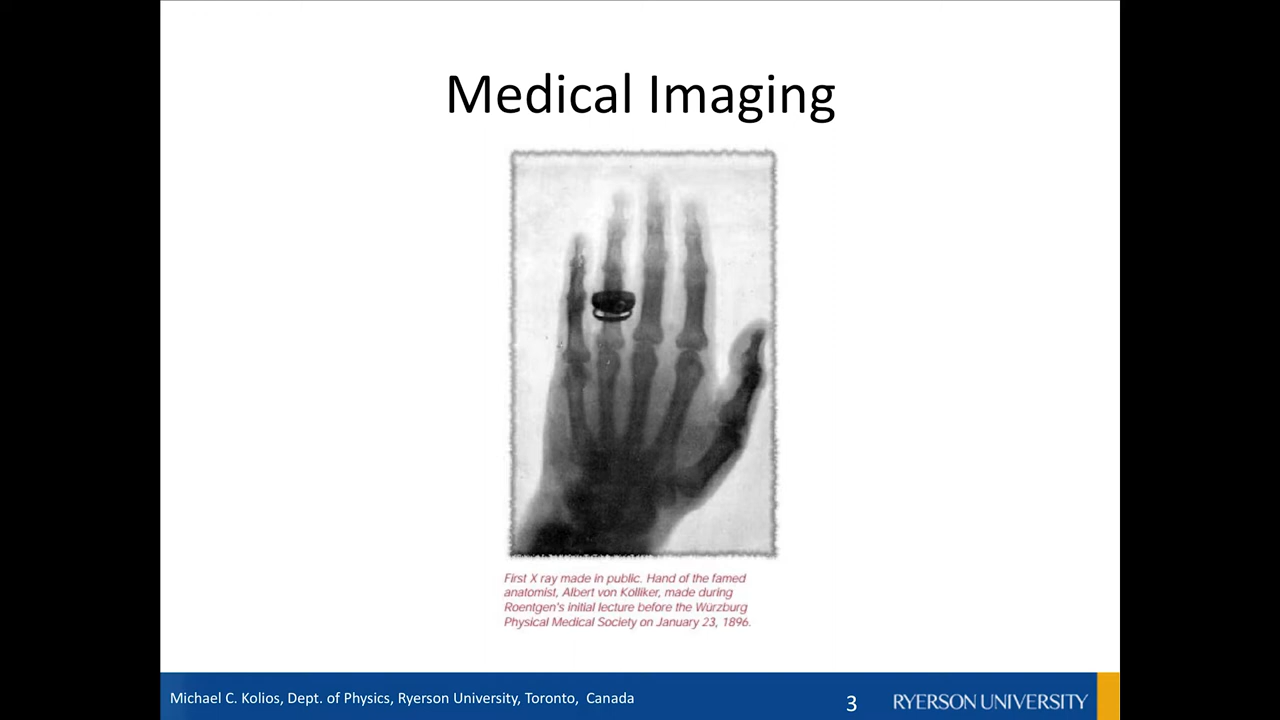 Medical Imaging
First X ray made in public. Hand of the famed
anatomist, Albert von Kölliker, made during
Roentgen's initial lecture before the Würzburg
Physical Medical Society on January 23, 1896.
Michael C. Kolios, Dept. of Physics, Ryerson University, Toronto, Canada
3
RYERSON UNIVERSITY